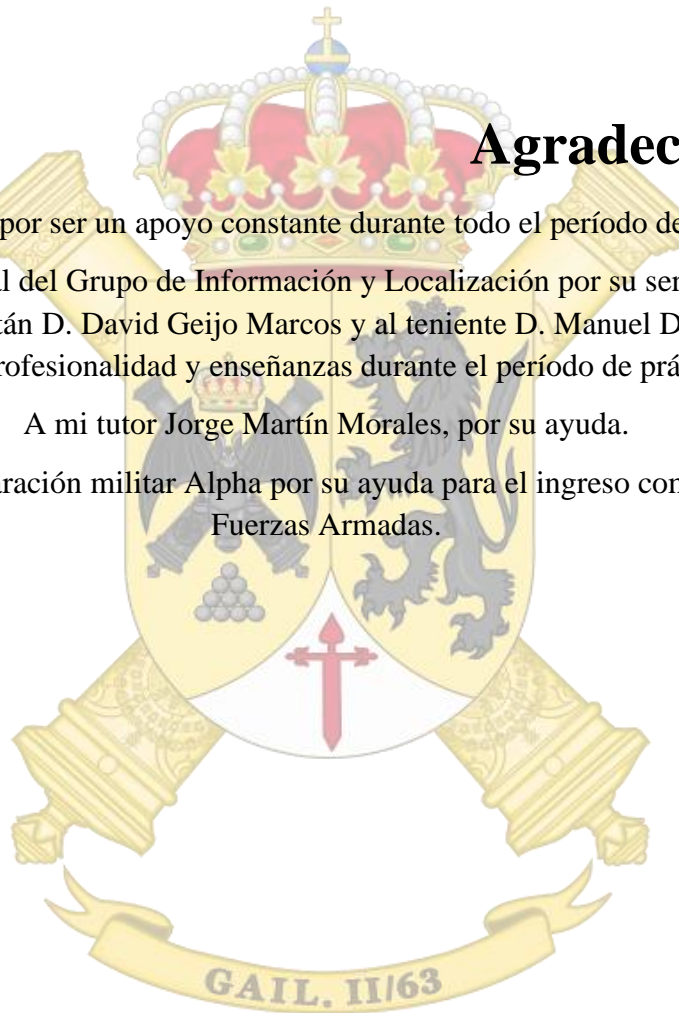 Agradec
por ser un apoyo constante durante todo el período de
al del Grupo de Información y Localización por su ser
tán D. David Geijo Marcos y al teniente D. Manuel D
rofesionalidad y enseñanzas durante el período de prá
A mi tutor Jorge Martín Morales, por su ayuda.
aración militar Alpha por su ayuda para el ingreso con
Fuerzas Armadas.
GAIL. II/63